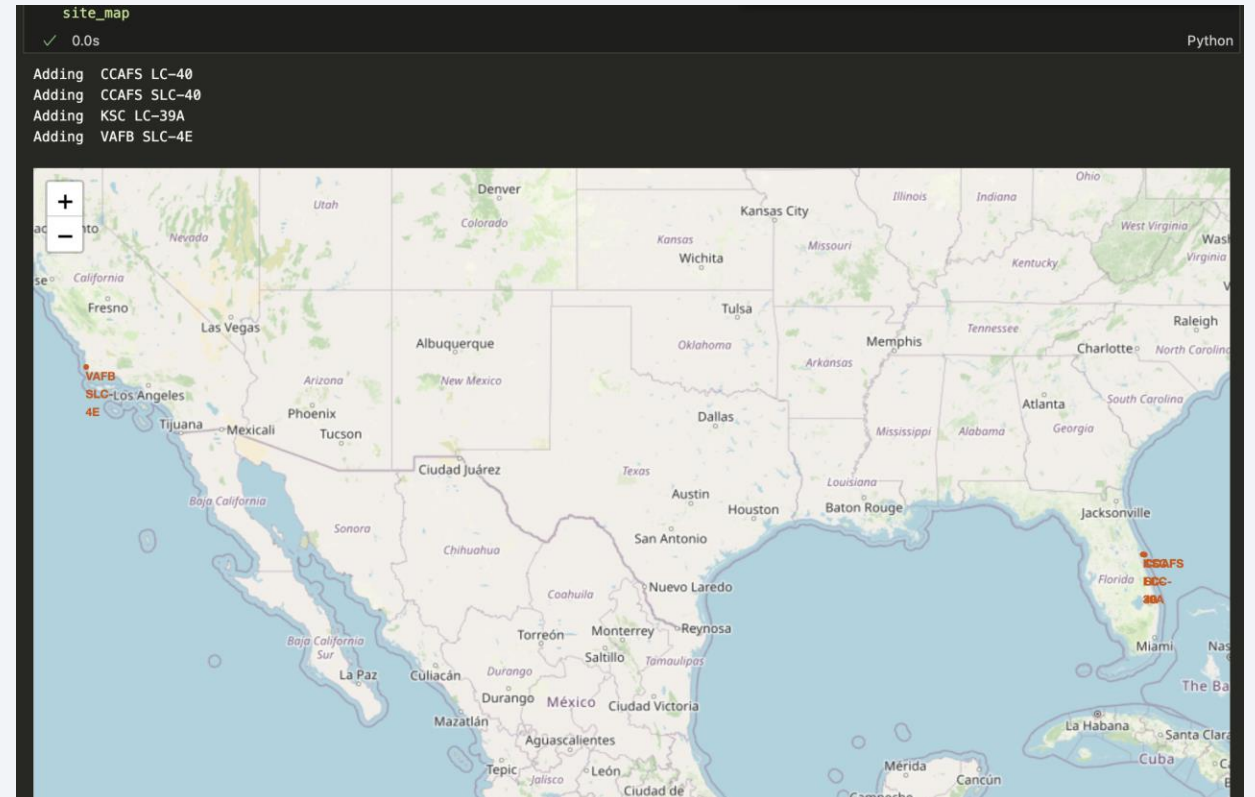 site_map
✓ 0.0s
Python
Adding  CCAFS LC-40
Adding  CCAFS SLC-40
Adding  KSC LC-39A
Adding  VAFB SLC-4E
+
−
Denver
Ohio
Utah
Colorado
Kansas City
Illinois
Indiana
West Virginia
Nevada
Kansas
Missouri
Wichita
Kentucky
Virginia
California
Fresno
Las Vegas
Tulsa
Raleigh
Tennessee
Albuquerque
Oklahoma
Memphis
Charlotte
North Carolina
Arkansas
VAFB
SLC-
4E
Los Angeles
Arizona
New Mexico
South Carolina
Atlanta
Phoenix
Dallas
Tijuana
Mexicali
Tucson
Mississippi
Alabama
Georgia
Ciudad Juárez
Texas
Louisiana
Austin
Houston
Baton Rouge
Jacksonville
Baja California
Sonora
San Antonio
Chihuahua
Florida
Nuevo Laredo
Coahuila
Torreón
Monterrey
Reynosa
Baja California
Sur
Saltillo
Tamaulipas
Miami
Nas
La Paz
Culiacán
Durango
The Ba
Durango
México
Ciudad Victoria
Mazatlán
La Habana
Santa Clara
Aguascalientes
Cuba
Tepic
Jalisco
León
Mérida
Cancún
Ciudad de